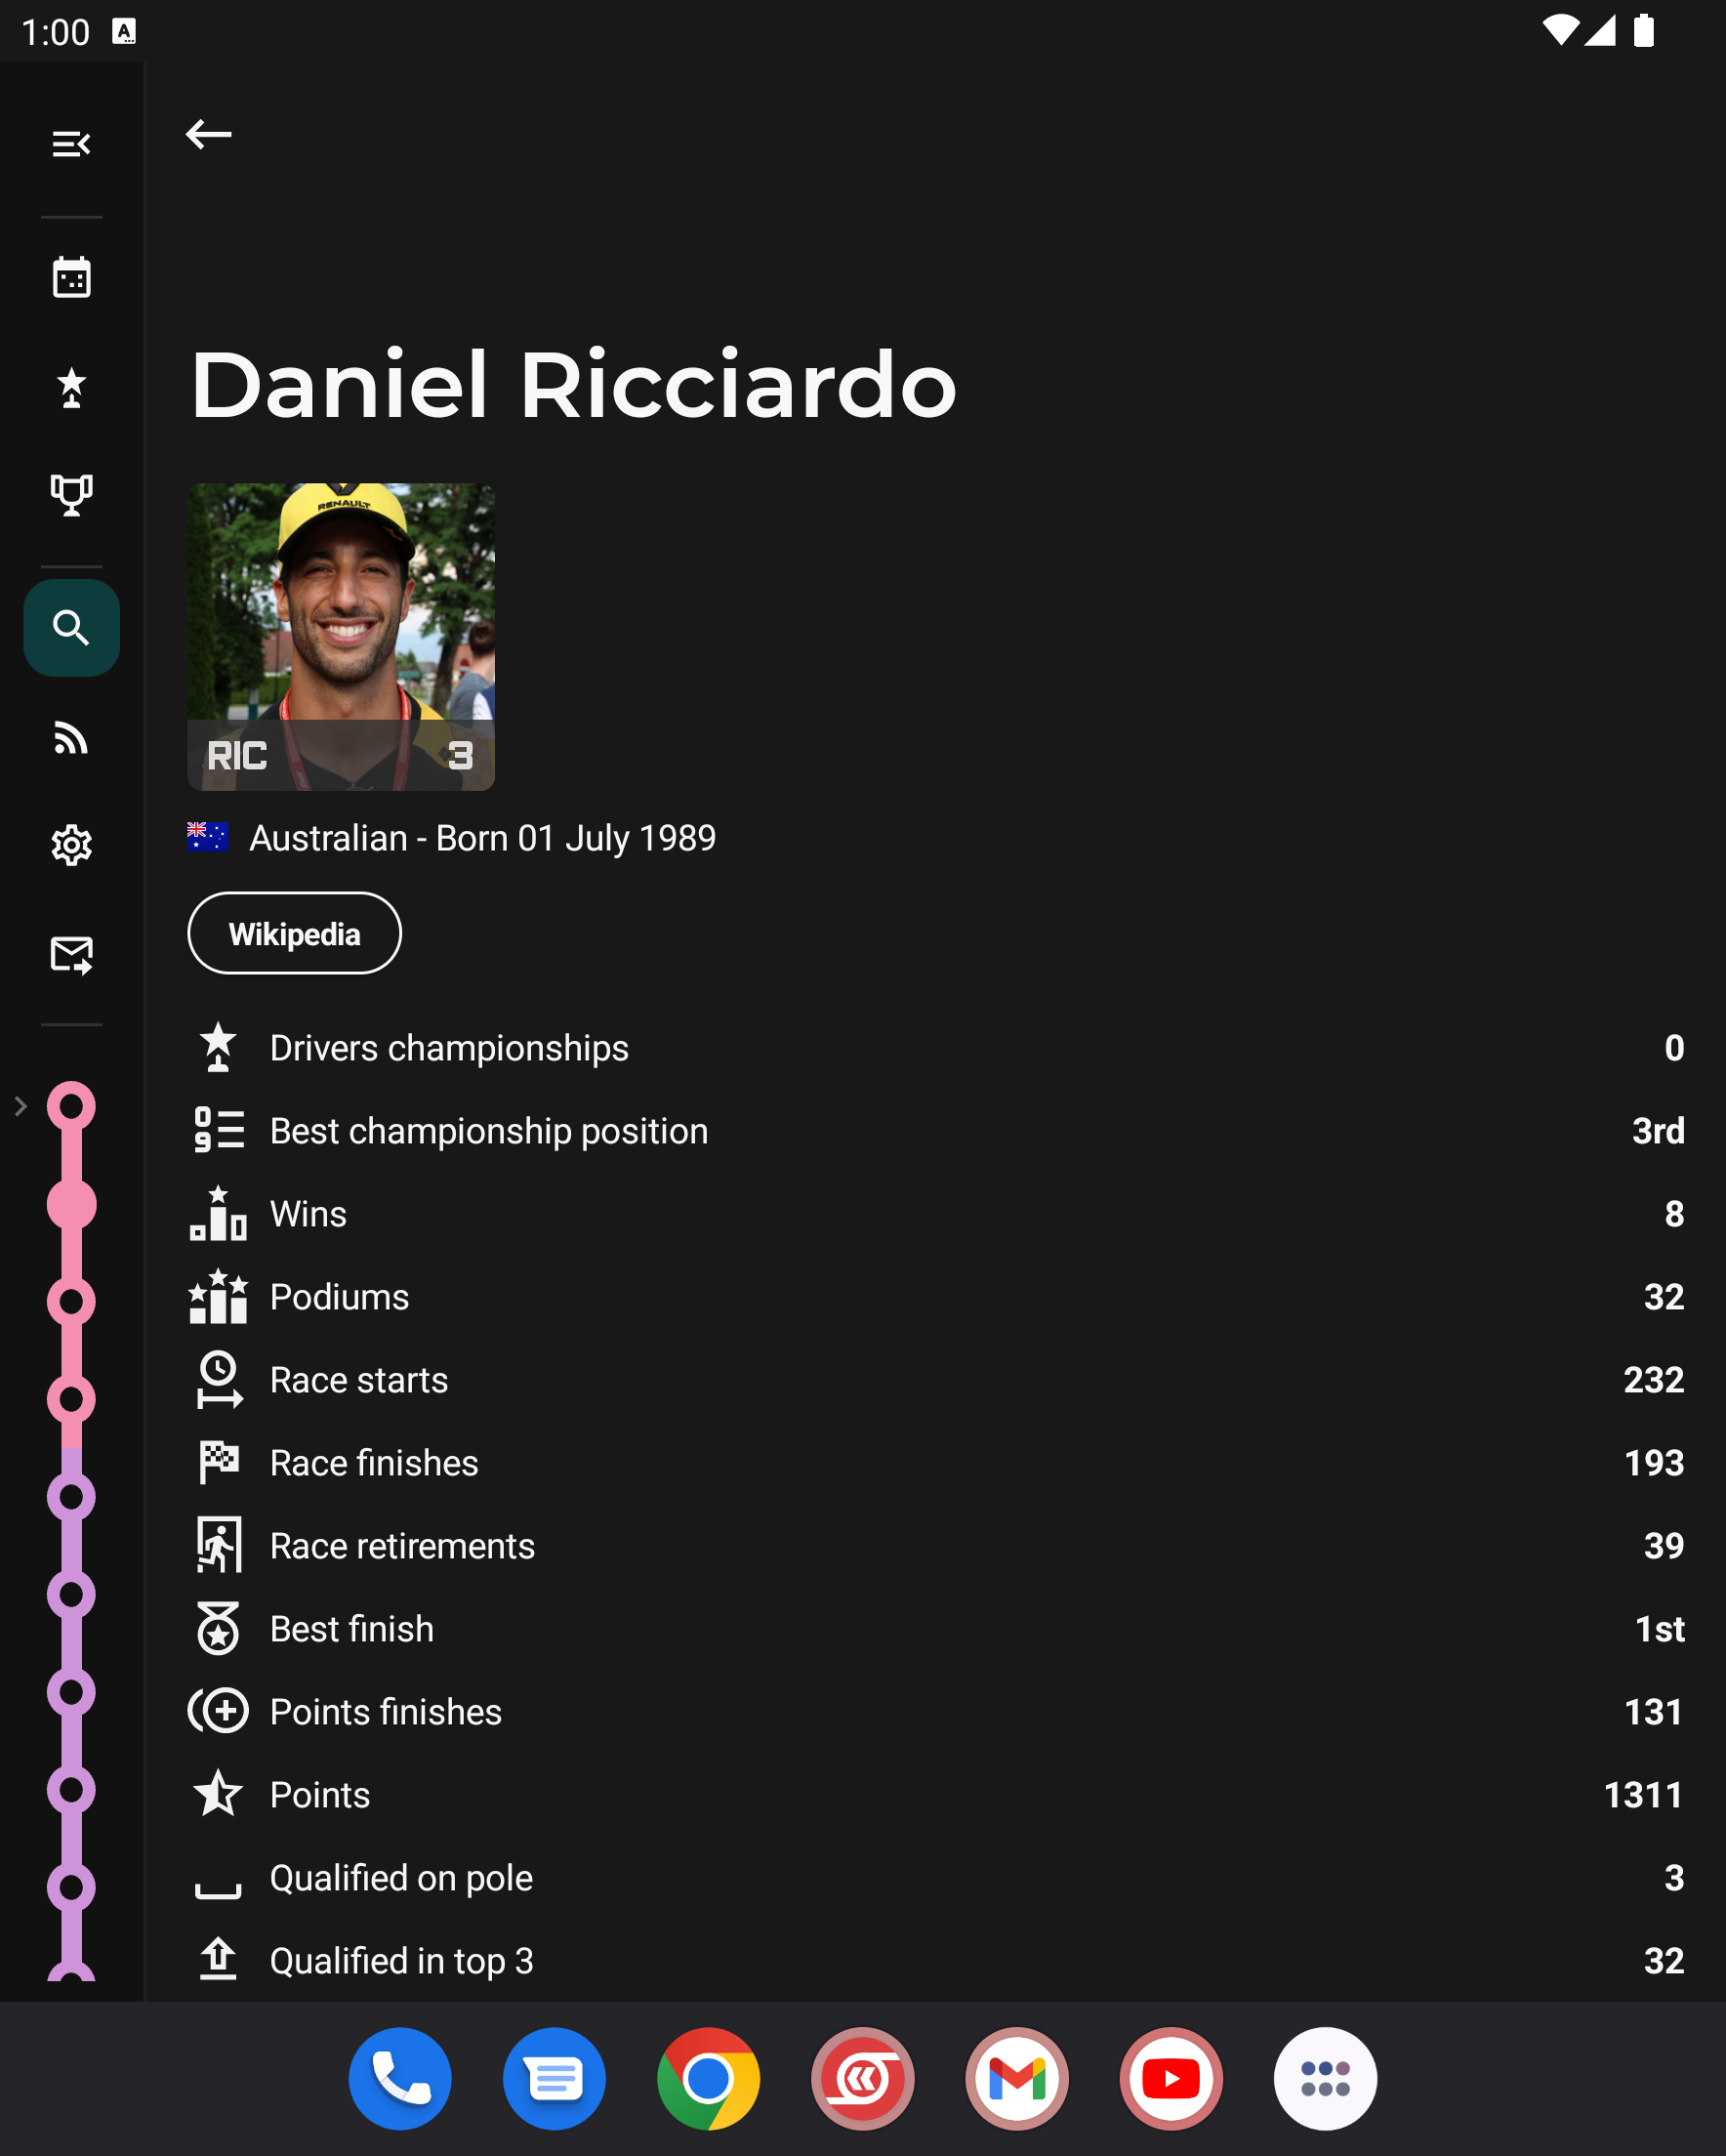 1:00
Daniel Ricciardo
RENAULT
RIC 3
Australian - Born 01 July 1989
Wikipedia
Drivers championships 0
Best championship position 3rd
Wins 8
Podiums 32
Race starts 232
Race finishes 193
Race retirements 39
Best finish 1st
Points finishes 131
Points 1311
Qualified on pole 3
Qualified in top 3 32